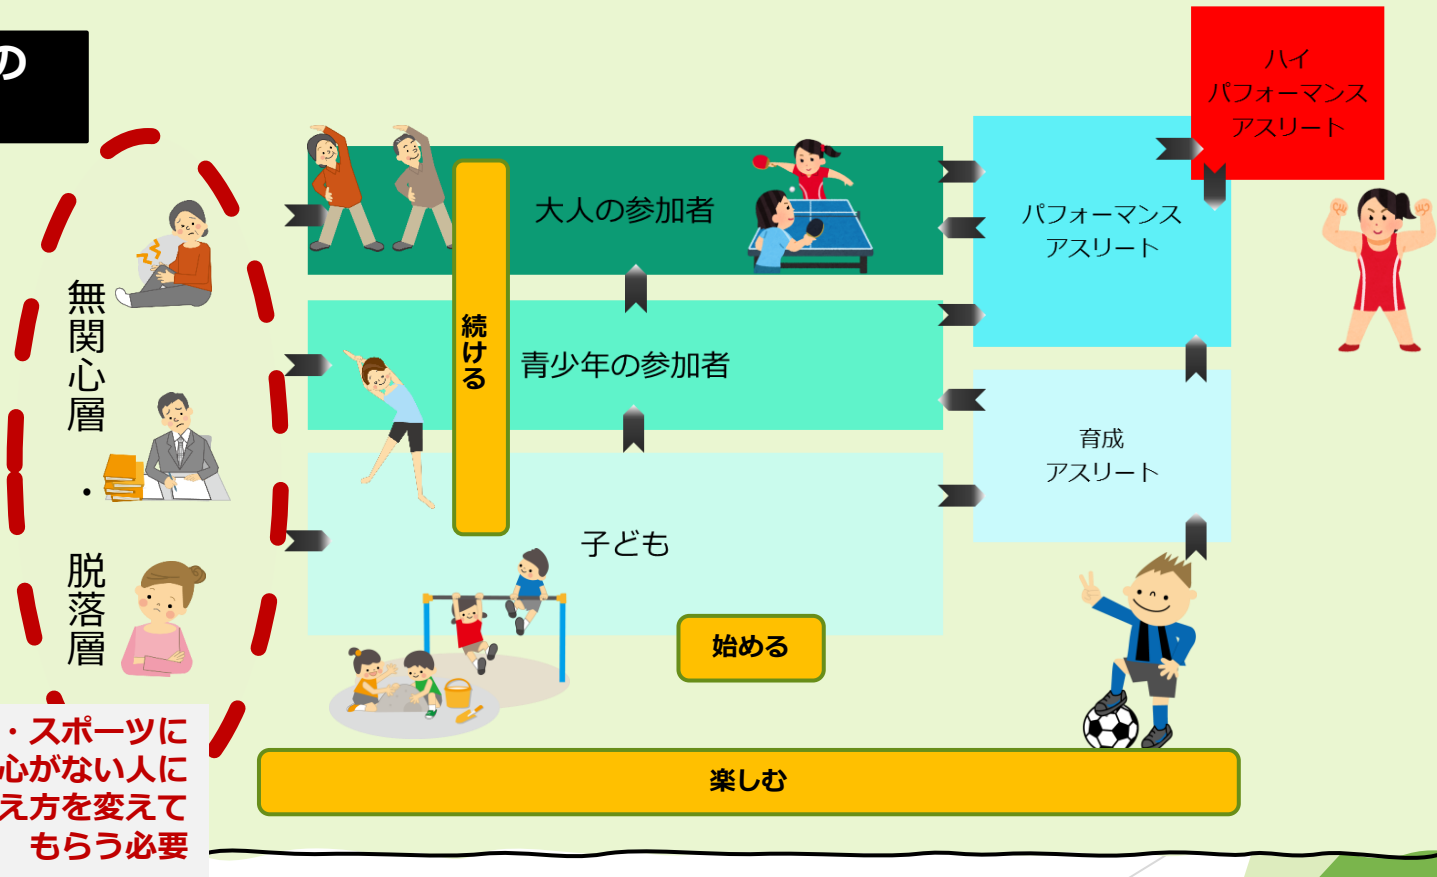 の
ハイ
パフォーマンス
アスリート
大人の参加者
パフォーマンス
アスリート
無関心層・脱落層
続ける
青少年の参加者
育成
アスリート
子ども
始める
・スポーツに
心がない人に
え方を変えて
もらう必要
楽しむ